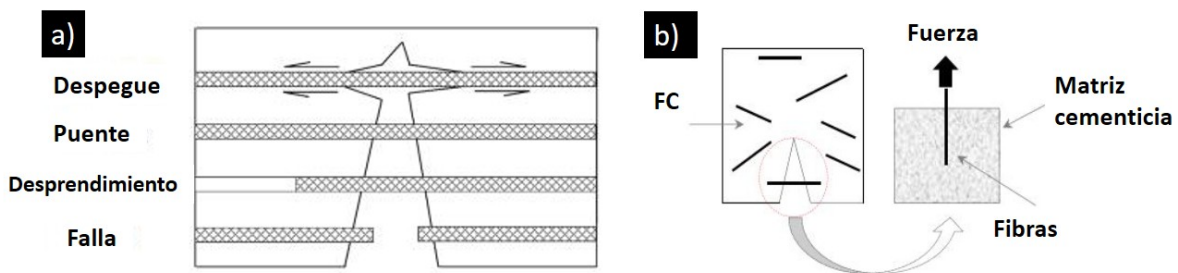 a)
Despegue
Puente
Desprendimiento
Falla
b)
Fuerza
FC
Matriz
cementicia
Fibras